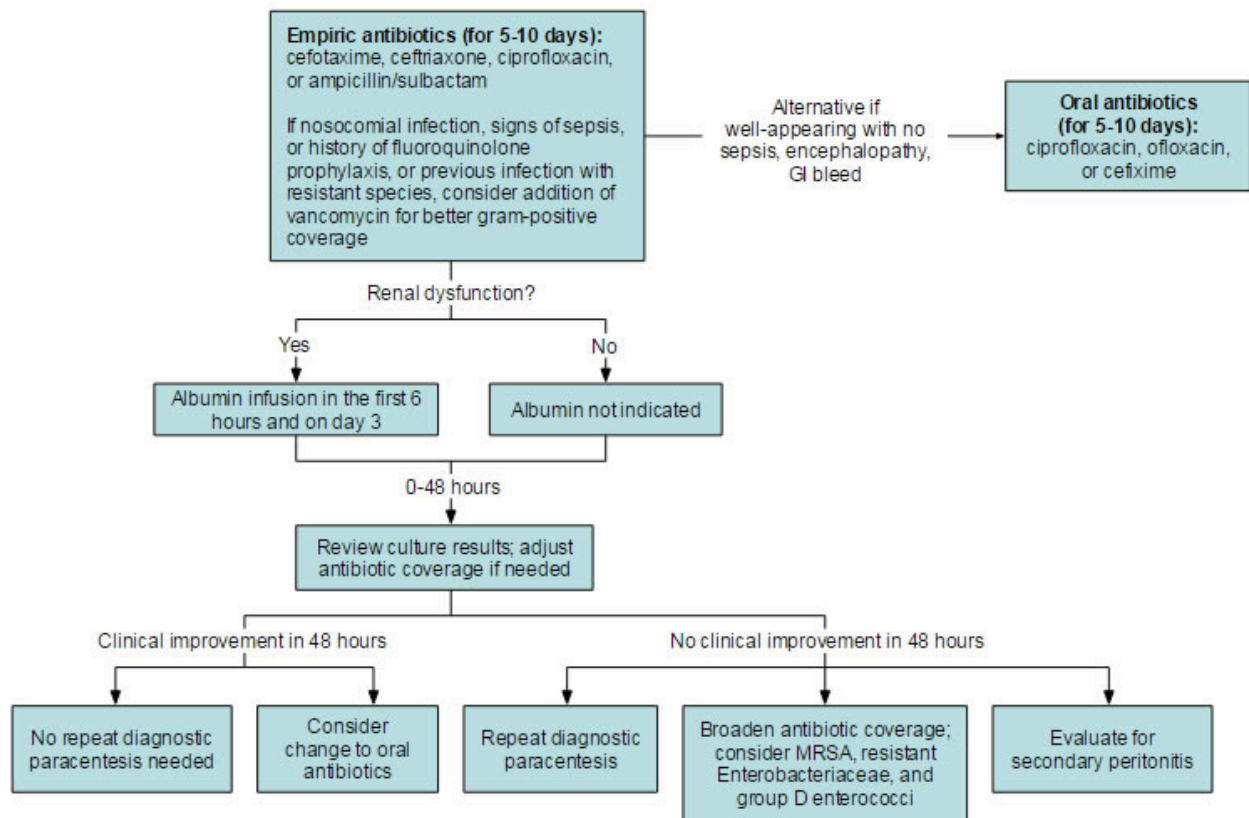 Empiric antibiotics (for 5-10 days):
cefotaxime, ceftriaxone, ciprofloxacin,
or ampicillin/sulbactam
If nosocomial infection, signs of sepsis,
or history of fluoroquinolone
prophylaxis, or previous infection with
resistant species, consider addition of
vancomycin for better gram-positive
coverage
Alternative if
well-appearing with no
sepsis, encephalopathy,
GI bleed
Oral antibiotics
(for 5-10 days):
ciprofloxacin, ofloxacin,
or cefixime
Renal dysfunction?
Yes
No
Albumin infusion in the first 6
hours and on day 3
Albumin not indicated
0-48 hours
Review culture results; adjust
antibiotic coverage if needed
Clinical improvement in 48 hours
No clinical improvement in 48 hours
No repeat diagnostic
paracentesis needed
Consider
change to oral
antibiotics
Repeat diagnostic
paracentesis
Broaden antibiotic coverage;
consider MRSA, resistant
Enterobacteriaceae, and
group D enterococci
Evaluate for
secondary peritonitis